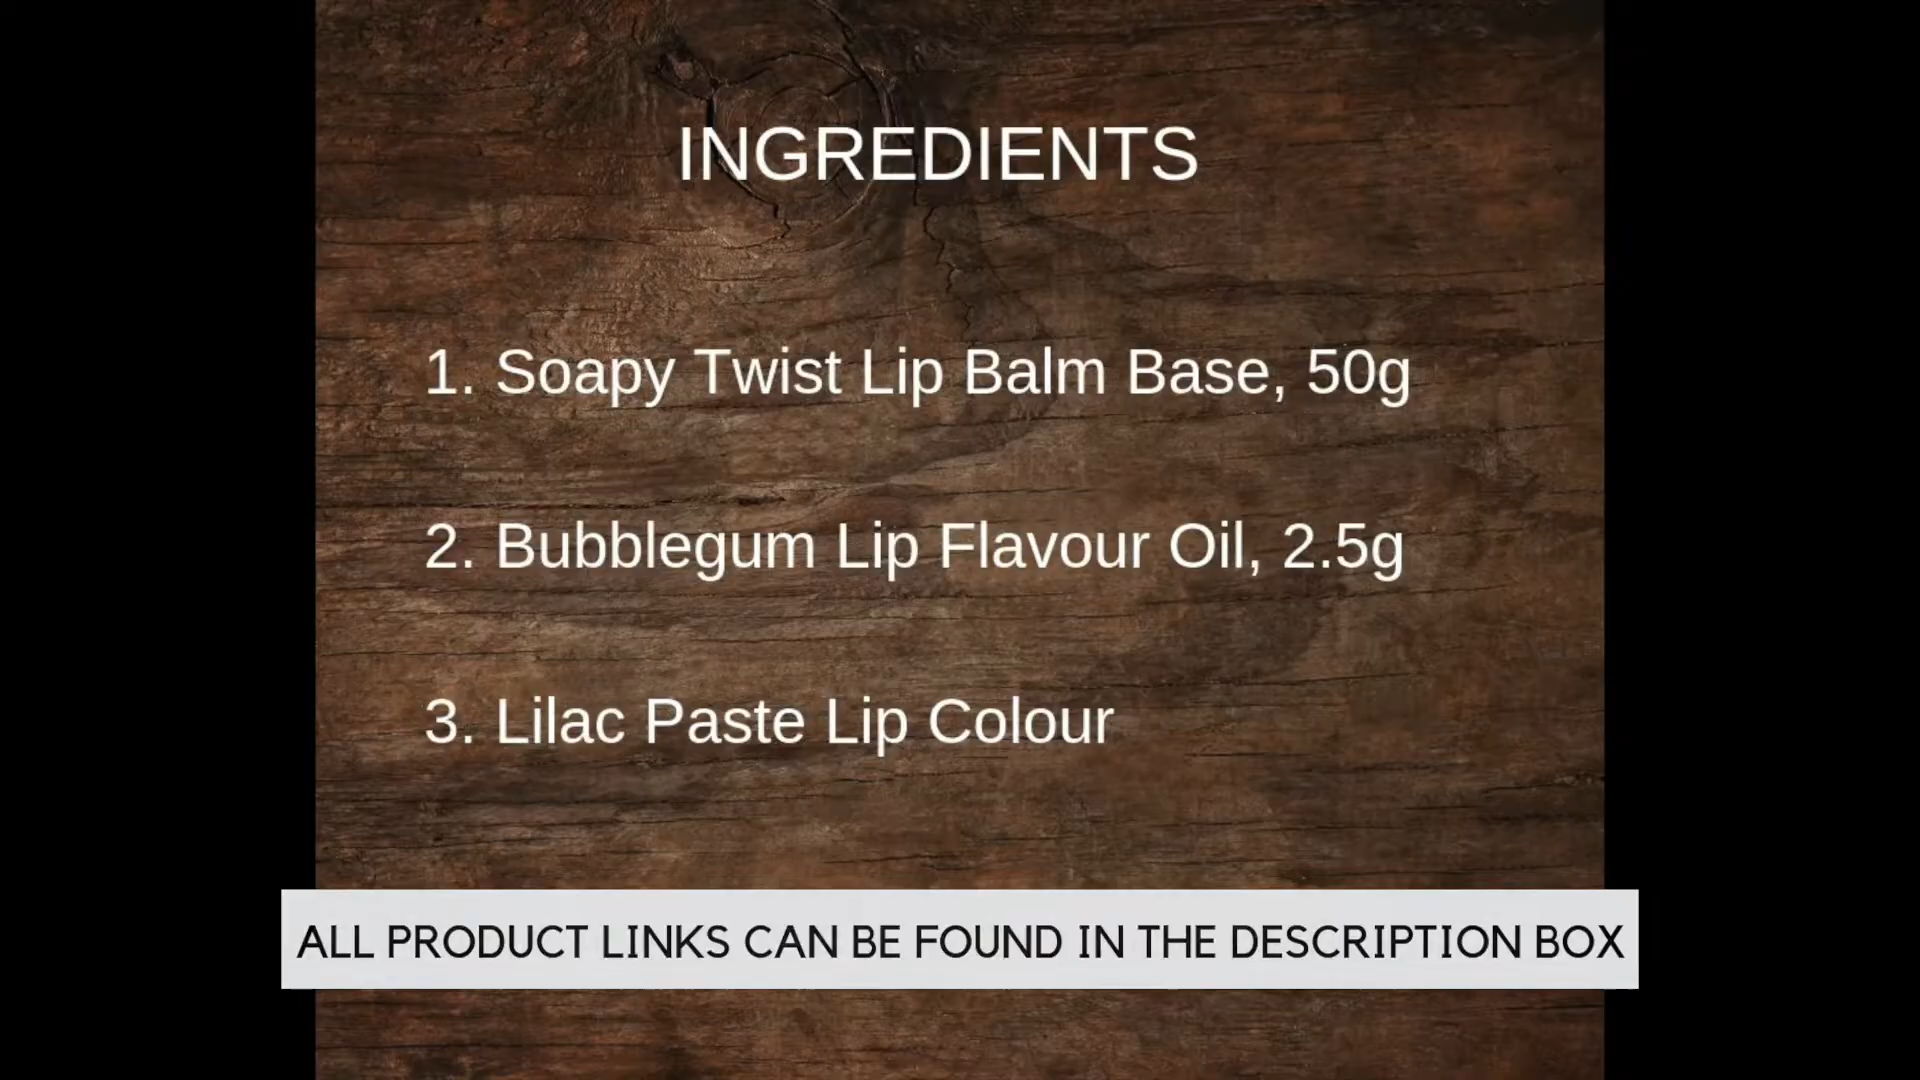 INGREDIENTS
1. Soapy Twist Lip Balm Base, 50g
2. Bubblegum Lip Flavour Oil, 2.5g
3. Lilac Paste Lip Colour
ALL PRODUCT LINKS CAN BE FOUND IN THE DESCRIPTION BOX